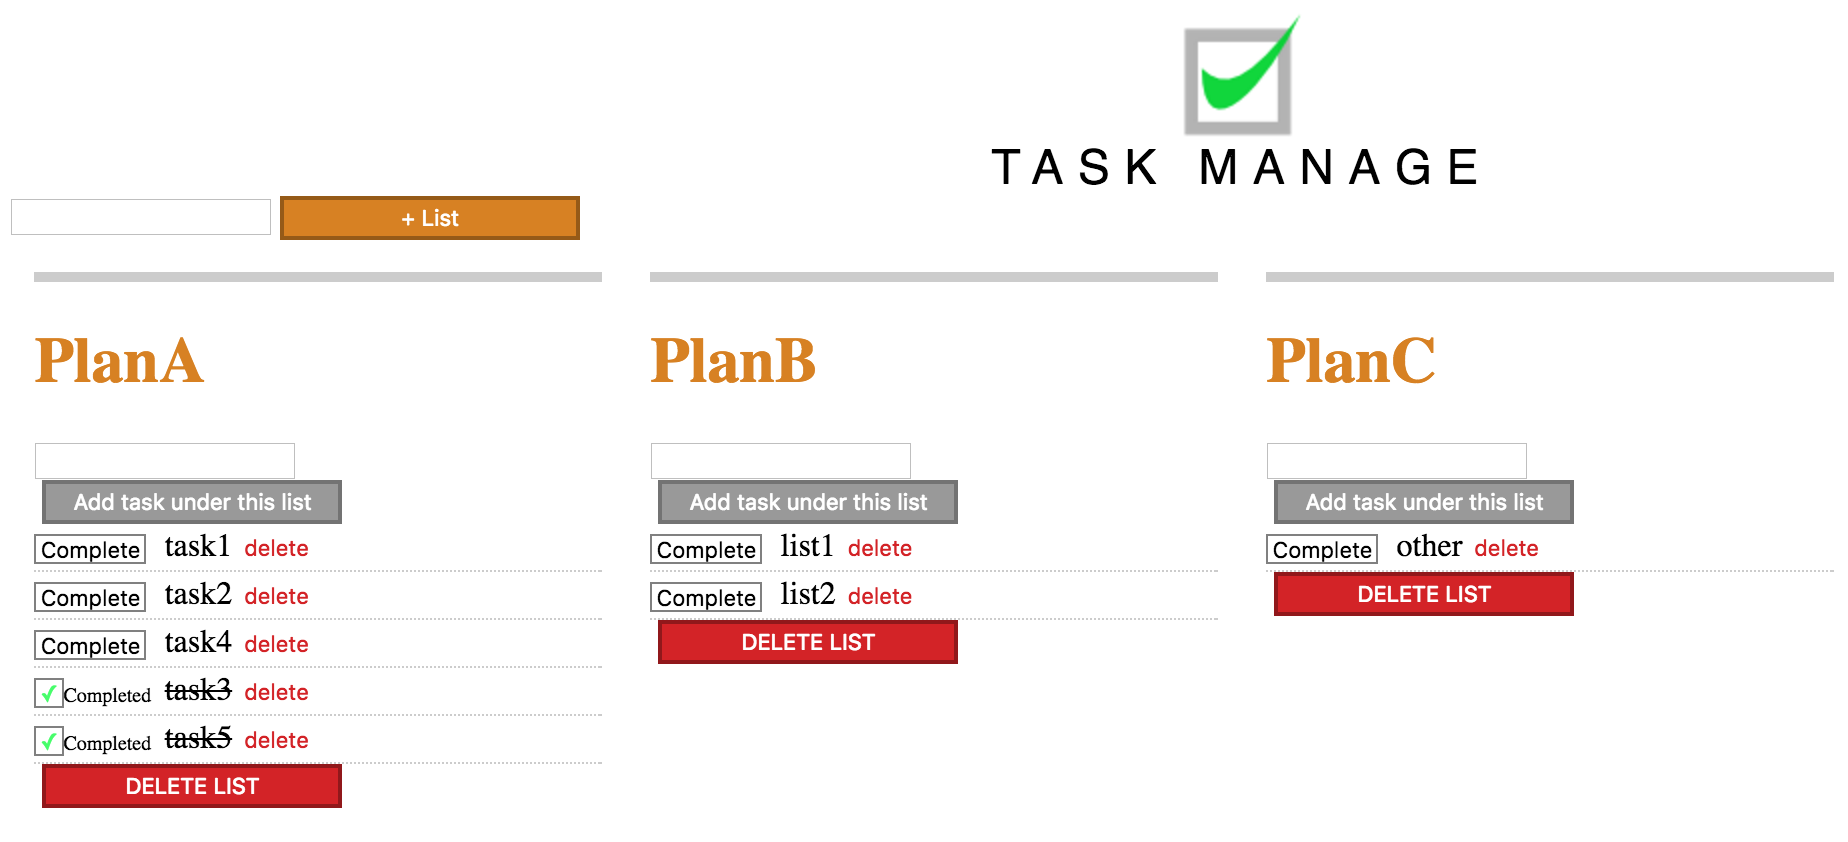 TASK MANAGE
+ List
PlanA
Add task under this list
Complete task1 delete
Complete task2 delete
Complete task4 delete
✓Completed task3 delete
✓Completed task5 delete
DELETE LIST
PlanB
Add task under this list
Complete list1 delete
Complete list2 delete
DELETE LIST
PlanC
Add task under this list
Complete other delete
DELETE LIST